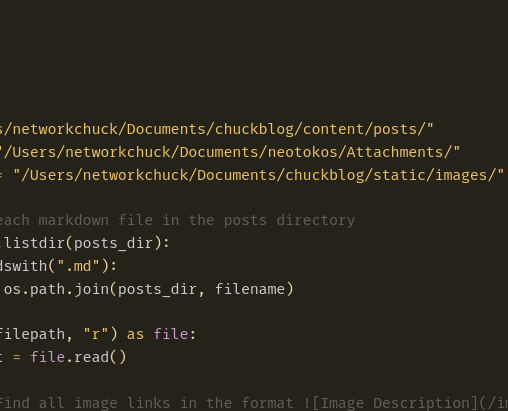 s/networkchuck/Documents/chuckblog/content/posts/"
"/Users/networkchuck/Documents/neotokos/Attachments/"
= "/Users/networkchuck/Documents/chuckblog/static/images/"
each markdown file in the posts directory
.listdir(posts_dir):
dswith(".md"):
os.path.join(posts_dir, filename)
filepath, "r") as file:
t = file.read()
Find all image links in the format ![Image Description](/im